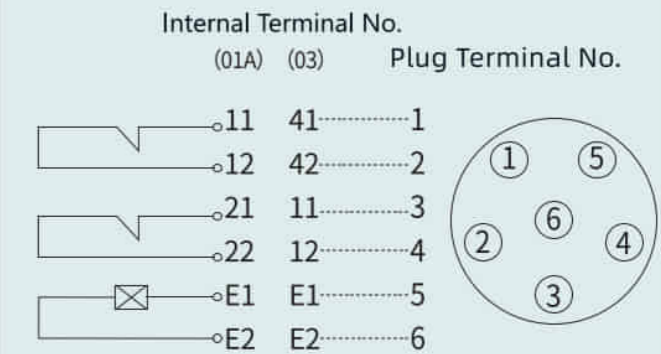 Internal Terminal No.
(01A) (03) Plug Terminal No.
11 41 1
12 42 2
21 11 3
22 12 4
E1 E1 5
E2 E2 6
1 5
6
2 4
3